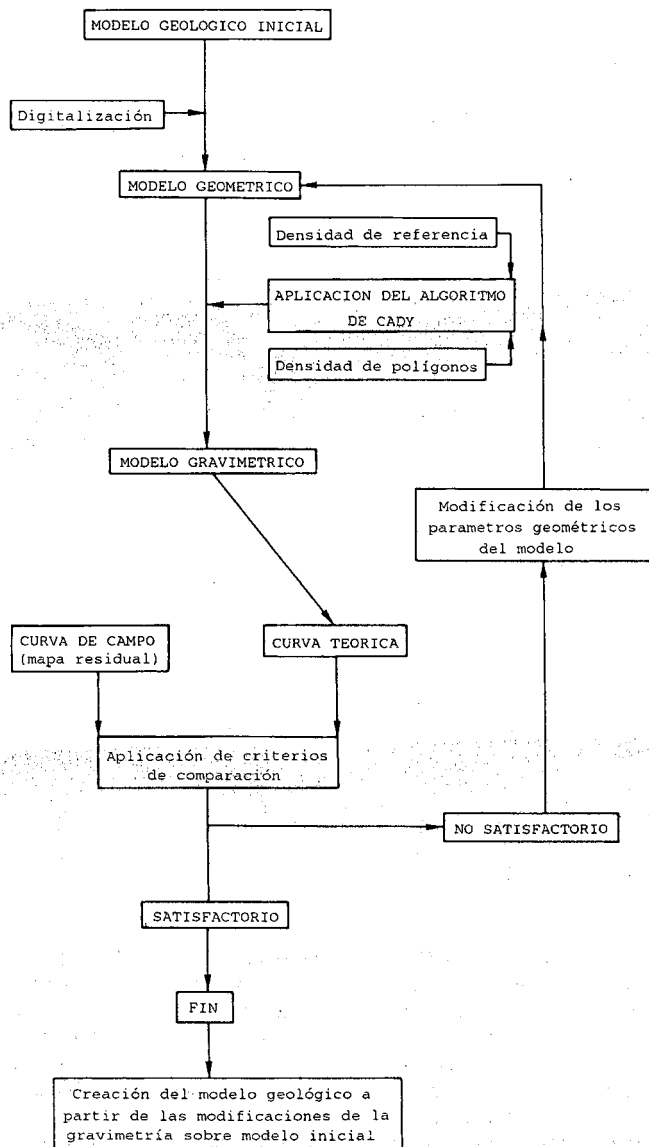 MODELO GEOLOGICO INICIAL
Digitalización
MODELO GEOMETRICO
Densidad de referencia
APLICACION DEL ALGORITMO
DE CADY
Densidad de polígonos
MODELO GRAVIMETRICO
Modificación de los
parametros geométricos
del modelo
CURVA DE CAMPO
(mapa residual)
CURVA TEORICA
Aplicación de criterios
de comparación
NO SATISFACTORIO
SATISFACTORIO
FIN
Creación del modelo geológico a
partir de las modificaciones de la
gravimetría sobre modelo inicial